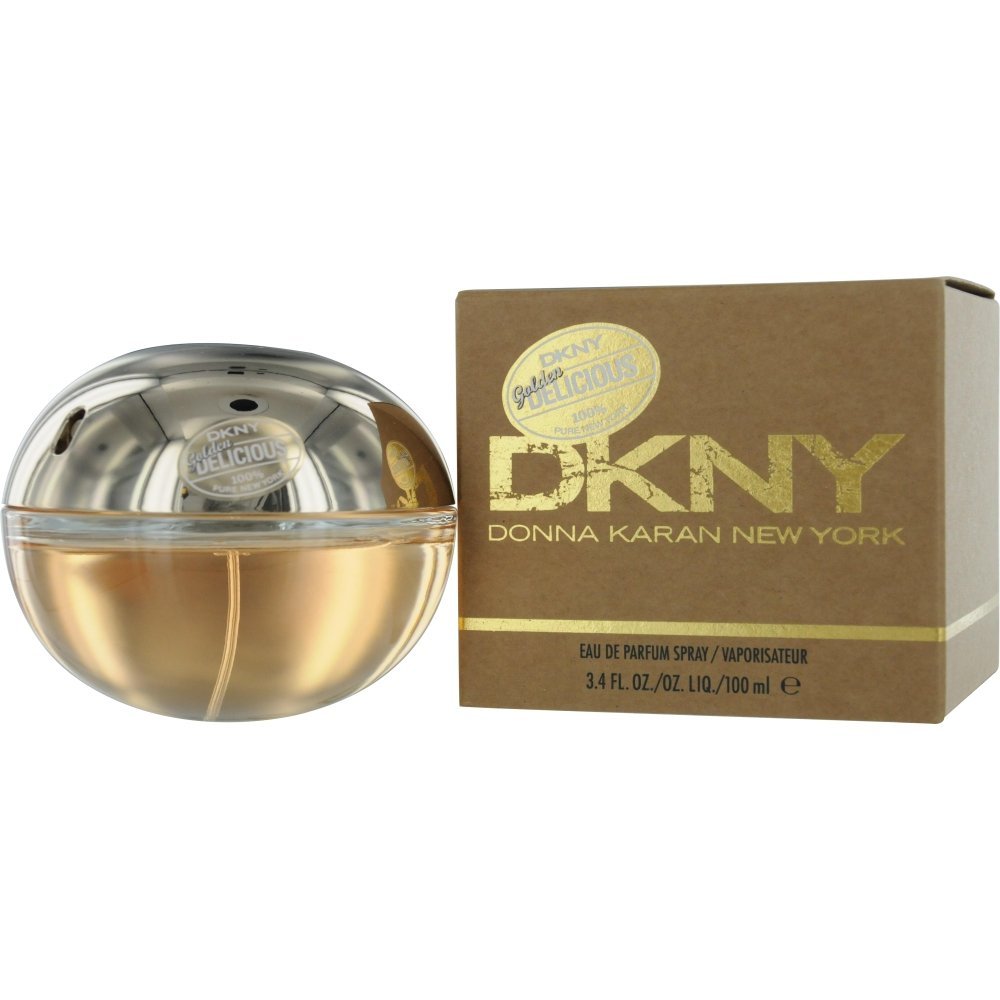 DKNY
Golden
DELICIOUS
100%
PURE NEW YORK
DKNY
Golden
DELICIOUS
100%
PURE NEW YORK
DKNY
DONNA KARAN NEW YORK
EAU DE PARFUM SPRAY / VAPORISATEUR
3.4 FL. OZ./OZ. LIQ./100 ml ℮